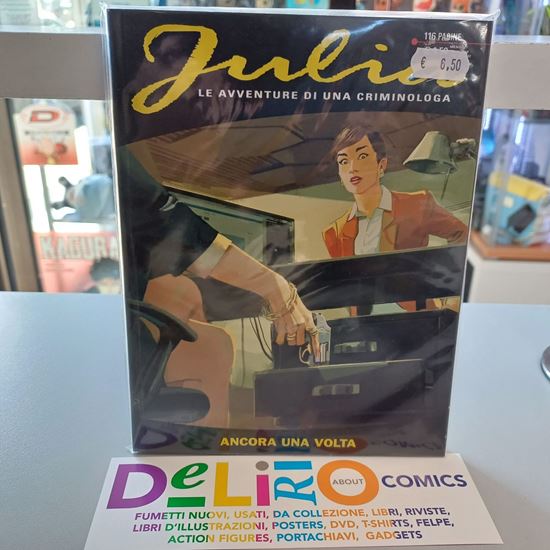 Julia
116 PAGINE
€ 6,50
LE AVVENTURE DI UNA CRIMINOLOGA
KAGURA
ANCORA UNA VOLTA
DeLiRiO ABOUT COMICS
FUMETTI NUOVI, USATI, DA COLLEZIONE, LIBRI, RIVISTE,
LIBRI D'ILLUSTRAZIONI, POSTERS, DVD, T-SHIRTS, FELPE,
ACTION FIGURES, PORTACHIAVI, GADGETS